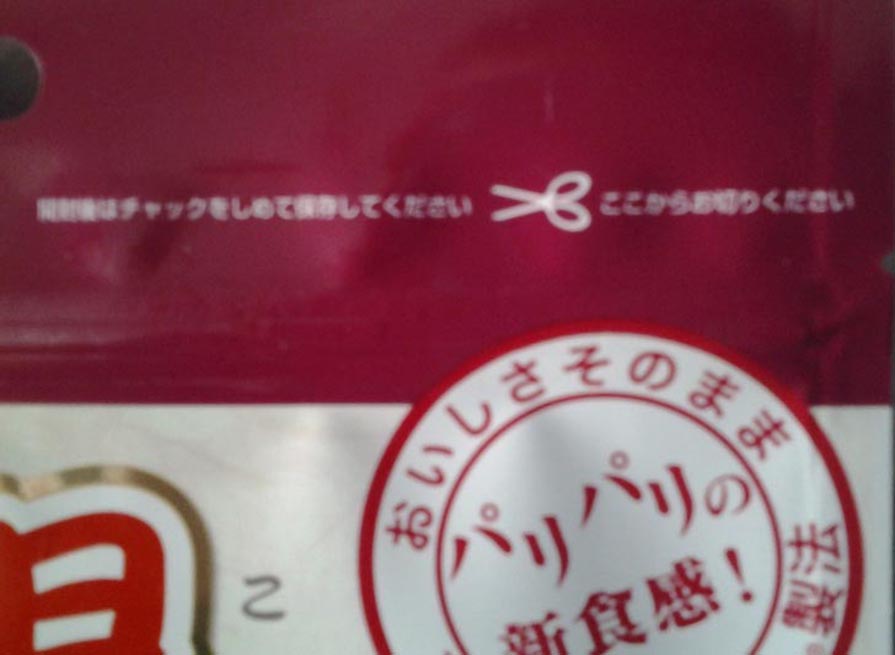 開封後はチャックをしめて保存してください
ここからお切りください
おいしさそのまま
製法
パリパリの
新食感！
こ